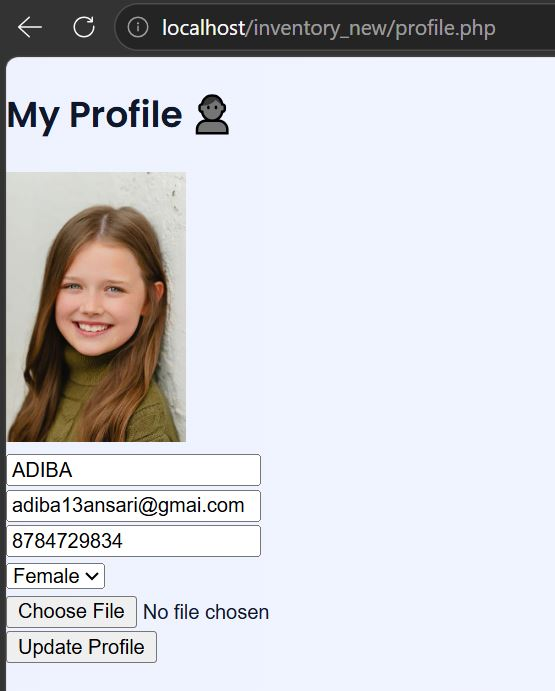 localhost/inventory_new/profile.php
My Profile
ADIBA
adiba13ansari@gmai.com
8784729834
Female
Choose File No file chosen
Update Profile